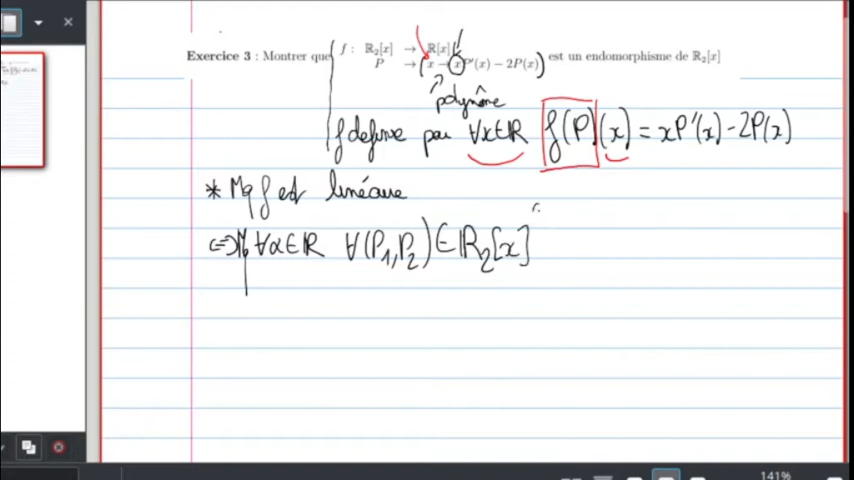 Exercice 3 : Montrer que f : ℝ₂[x] → ℝ[x]
P → (x → xP'(x) − 2P(x)) est un endomorphisme de ℝ₂[x]
polynôme
f définie par ∀x∈ℝ f(P)(x) = xP'(x) − 2P(x)
* Mq f est linéaire
⇔ Mq ∀α∈ℝ ∀(P₁,P₂)∈ℝ₂[x]
141%